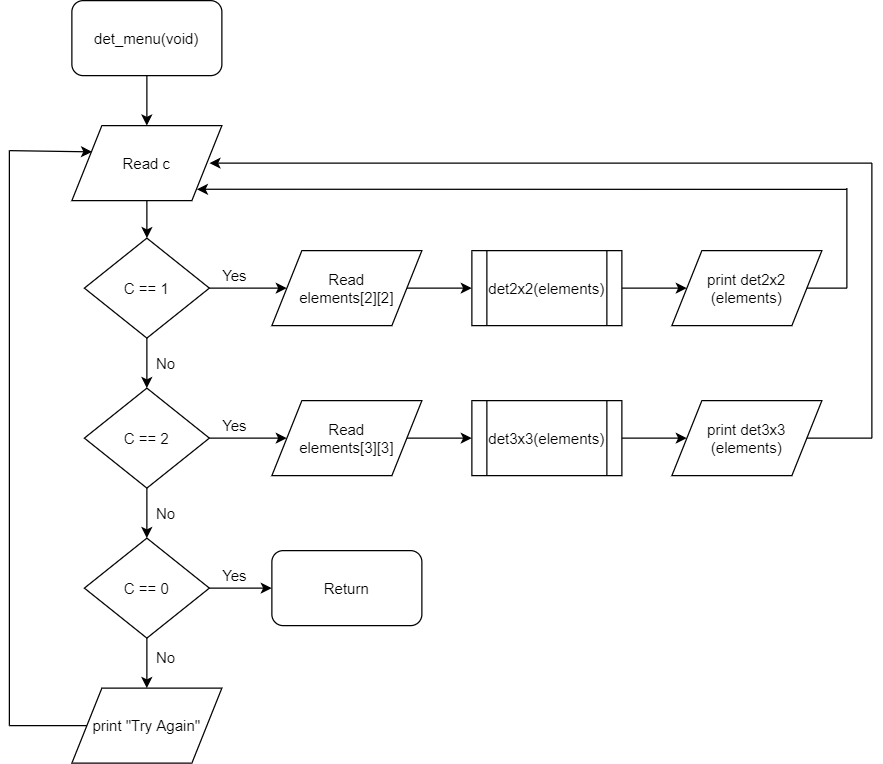 det_menu(void)
Read c
C == 1
Yes
Read
elements[2][2]
det2x2(elements)
print det2x2
(elements)
No
C == 2
Yes
Read
elements[3][3]
det3x3(elements)
print det3x3
(elements)
No
C == 0
Yes
Return
No
print "Try Again"